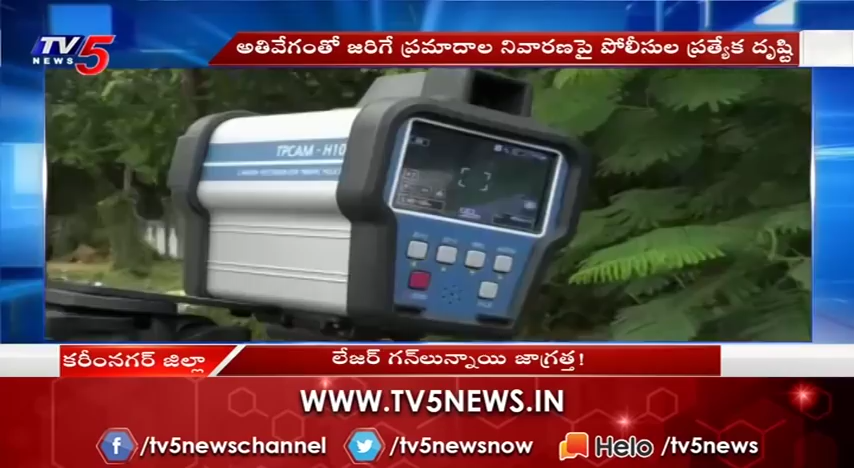 TV5
NEWS
అతివేగంతో జరిగే ప్రమాదాల నివారణపై పోలీసుల ప్రత్యేక దృష్టి
TPCAM - H10
కరీంనగర్ జిల్లా
లేజర్ గన్‌లున్నాయి జాగ్రత్త!
WWW.TV5NEWS.IN
/tv5newschannel
/tv5newsnow
Helo /tv5news